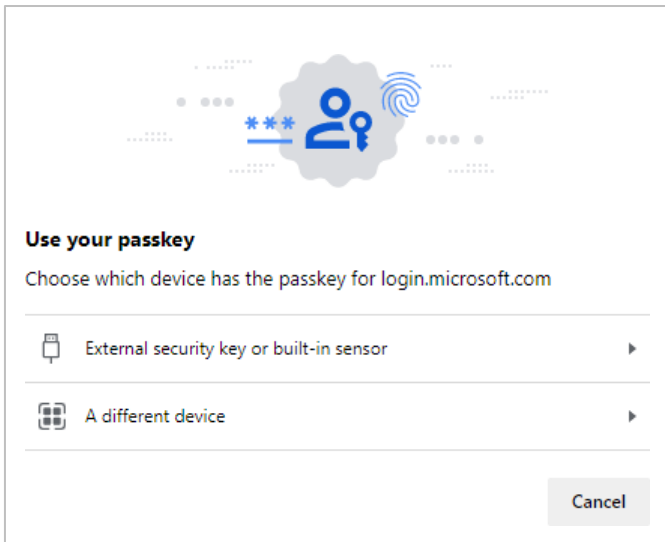 ***
Use your passkey
Choose which device has the passkey for login.microsoft.com
External security key or built-in sensor
A different device
Cancel